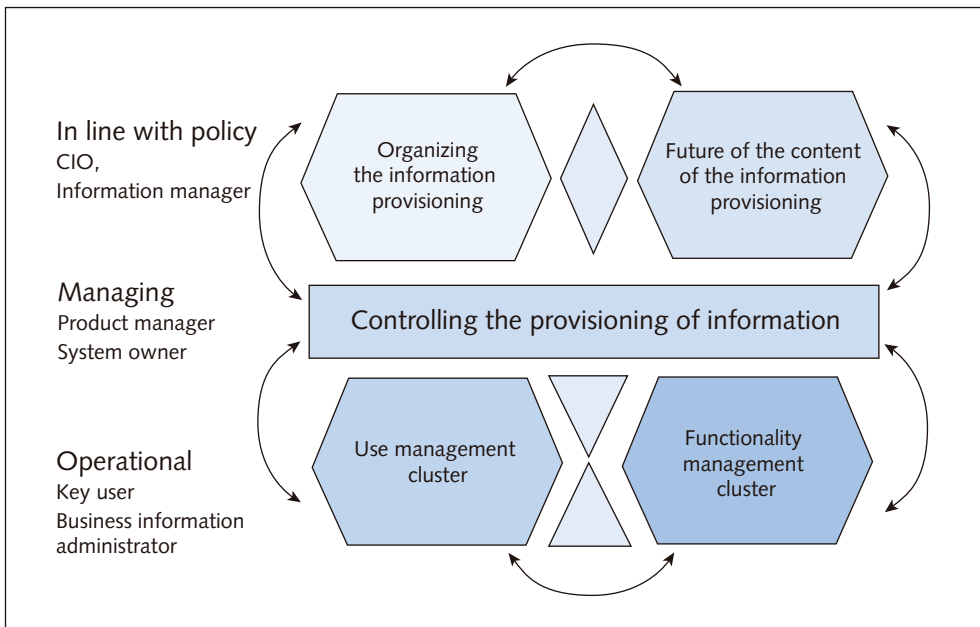 In line with policy
CIO,
Information manager
Organizing
the information
provisioning
Future of the content
of the information
provisioning
Managing
Product manager
System owner
Controlling the provisioning of information
Operational
Key user
Business information
administrator
Use management
cluster
Functionality
management
cluster